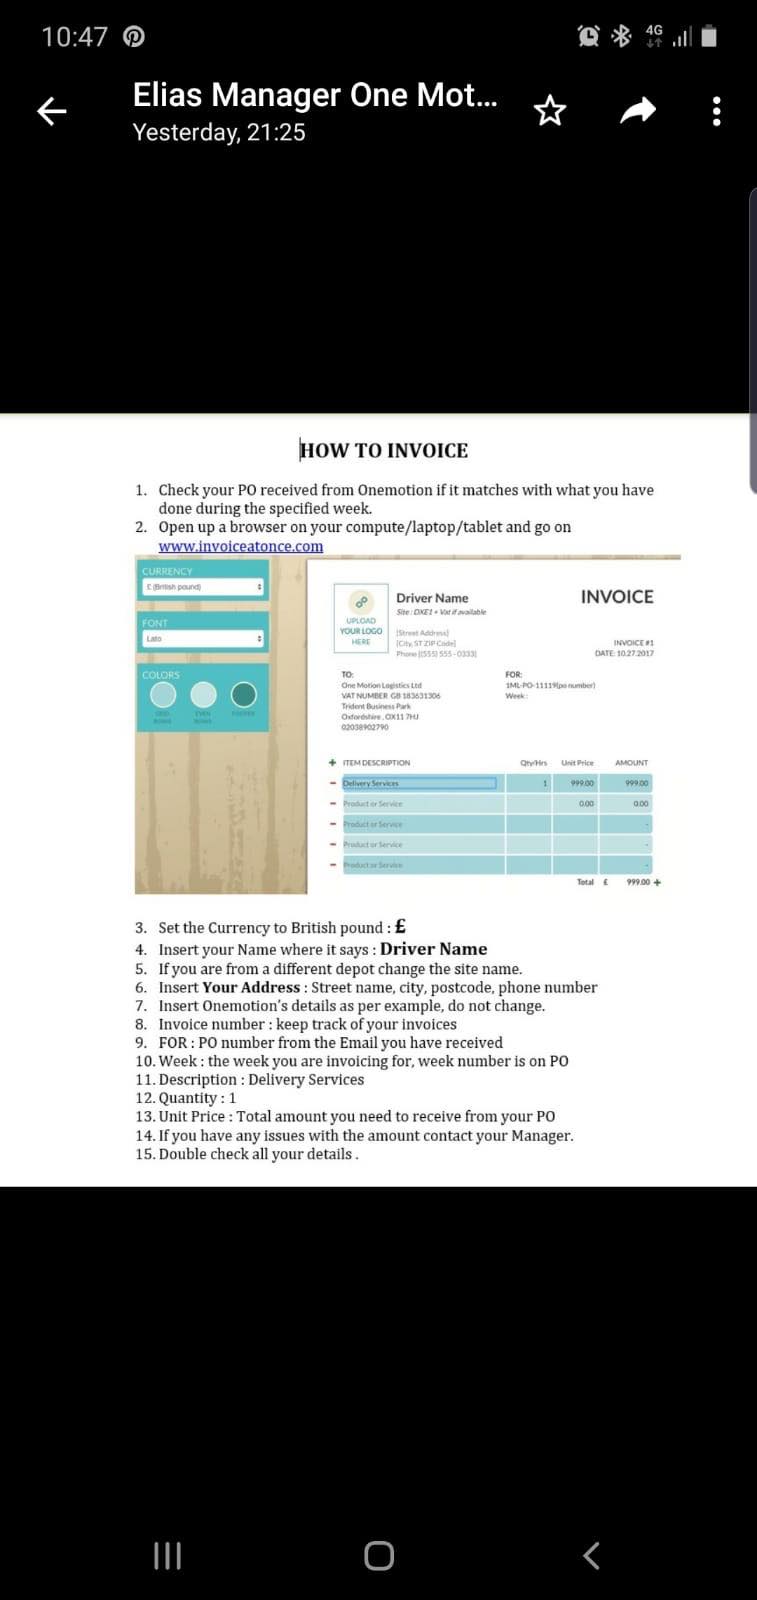 10:47
4G
Elias Manager One Mot...
Yesterday, 21:25
HOW TO INVOICE
1. Check your PO received from Onemotion if it matches with what you have
done during the specified week.
2. Open up a browser on your compute/laptop/tablet and go on
www.invoiceatonce.com
CURRENCY
£ (British pound)
FONT
Lato
COLORS
ODD ROWS
EVEN ROWS
FOOTER
UPLOAD
YOUR LOGO
HERE
Driver Name
Site : DXE1 + Vat if available
[Street Address]
[City, ST ZIP Code]
Phone [(555) 555-0333]
INVOICE
INVOICE #1
DATE: 10.27.2017
TO:
One Motion Logistics Ltd
VAT NUMBER GB 183631306
Trident Business Park
Oxfordshire, OX11 7HJ
02038902790
FOR:
1ML-PO-11119(po number)
Week :
+ ITEM DESCRIPTION Qty/Hrs Unit Price AMOUNT
- Delivery Services 1 999.00 999.00
- Product or Service 0.00 0.00
- Product or Service -
- Product or Service -
- Product or Service -
Total £ 999.00 +
3. Set the Currency to British pound : £
4. Insert your Name where it says : Driver Name
5. If you are from a different depot change the site name.
6. Insert Your Address : Street name, city, postcode, phone number
7. Insert Onemotion's details as per example, do not change.
8. Invoice number : keep track of your invoices
9. FOR : PO number from the Email you have received
10. Week : the week you are invoicing for, week number is on PO
11. Description : Delivery Services
12. Quantity : 1
13. Unit Price : Total amount you need to receive from your PO
14. If you have any issues with the amount contact your Manager.
15. Double check all your details .